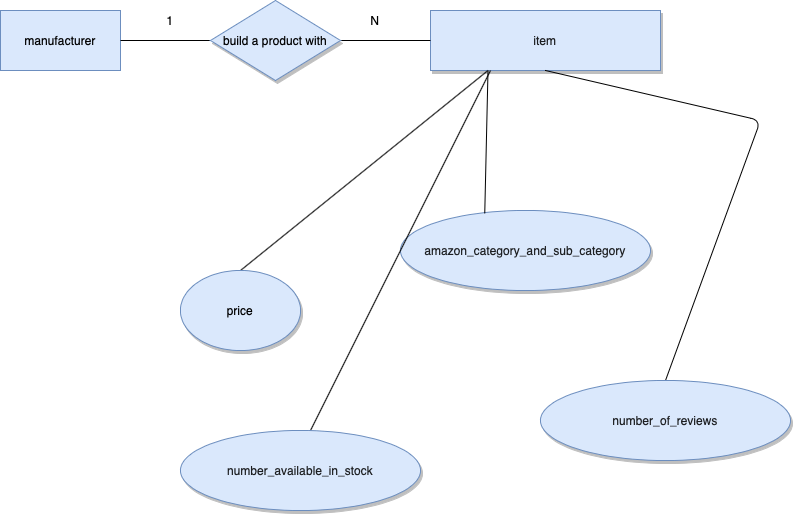 1
N
manufacturer
build a product with
item
amazon_category_and_sub_category
price
number_of_reviews
number_available_in_stock